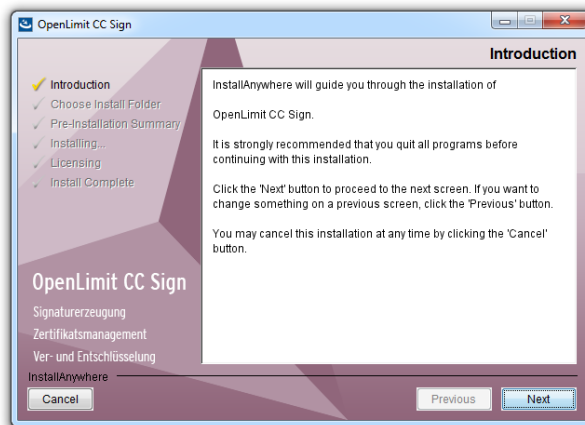 OpenLimit CC Sign
Introduction
Introduction
Choose Install Folder
Pre-Installation Summary
Installing...
Licensing
Install Complete
InstallAnywhere will guide you through the installation of
OpenLimit CC Sign.
It is strongly recommended that you quit all programs before
continuing with this installation.
Click the 'Next' button to proceed to the next screen. If you want to
change something on a previous screen, click the 'Previous' button.
You may cancel this installation at any time by clicking the 'Cancel'
button.
OpenLimit CC Sign
Signaturerzeugung
Zertifikatsmanagement
Ver- und Entschlüsselung
InstallAnywhere
Cancel
Previous
Next